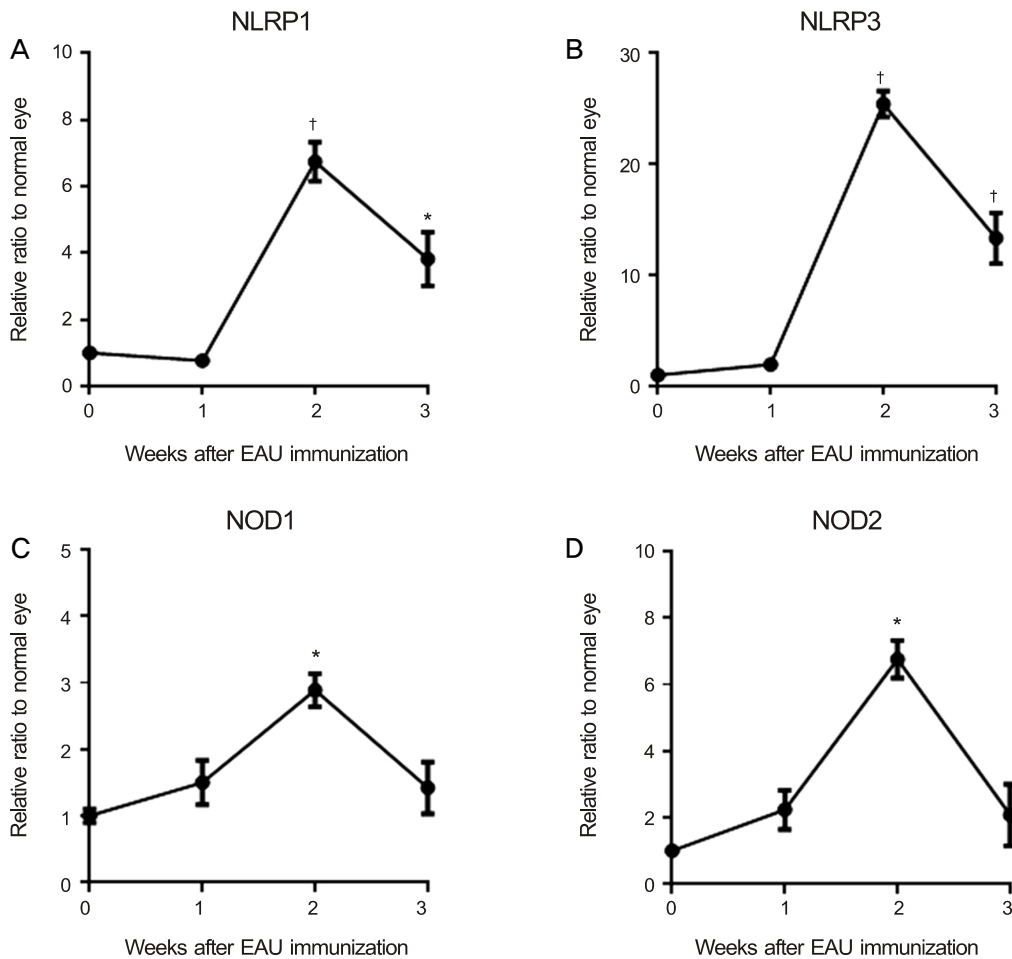 NLRP1
A
10
8
6
4
2
0
Relative ratio to normal eye
†
*
0 1 2 3
Weeks after EAU immunization
NLRP3
B
30
20
10
0
Relative ratio to normal eye
†
†
0 1 2 3
Weeks after EAU immunization
NOD1
C
5
4
3
2
1
0
Relative ratio to normal eye
*
0 1 2 3
Weeks after EAU immunization
NOD2
D
10
8
6
4
2
0
Relative ratio to normal eye
*
0 1 2 3
Weeks after EAU immunization